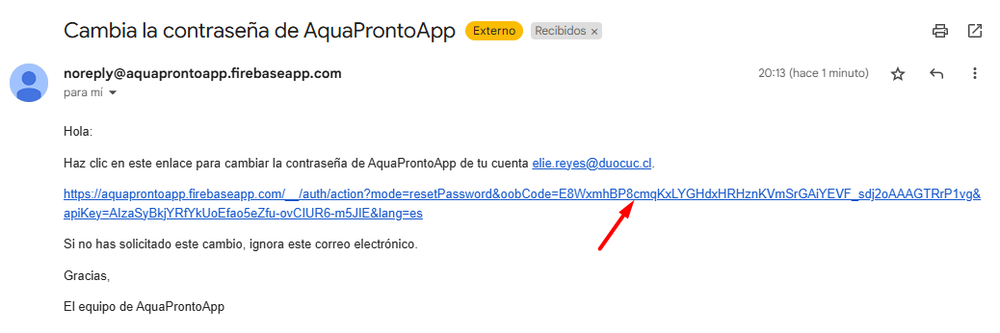 Cambia la contraseña de AquaProntoApp Externo Recibidos ×
noreply@aquaprontoapp.firebaseapp.com 20:13 (hace 1 minuto)
para mí
Hola:
Haz clic en este enlace para cambiar la contraseña de AquaProntoApp de tu cuenta elie.reyes@duocuc.cl.
https://aquaprontoapp.firebaseapp.com/__/auth/action?mode=resetPassword&oobCode=E8WxmhBP8cmqKxLYGHdxHRHznKVmSrGAiYEVF_sdj2oAAAGTRrP1vg&
apiKey=AIzaSyBkjYRfYkUoEfao5eZfu-ovCIUR6-m5JlE&lang=es
Si no has solicitado este cambio, ignora este correo electrónico.
Gracias,
El equipo de AquaProntoApp